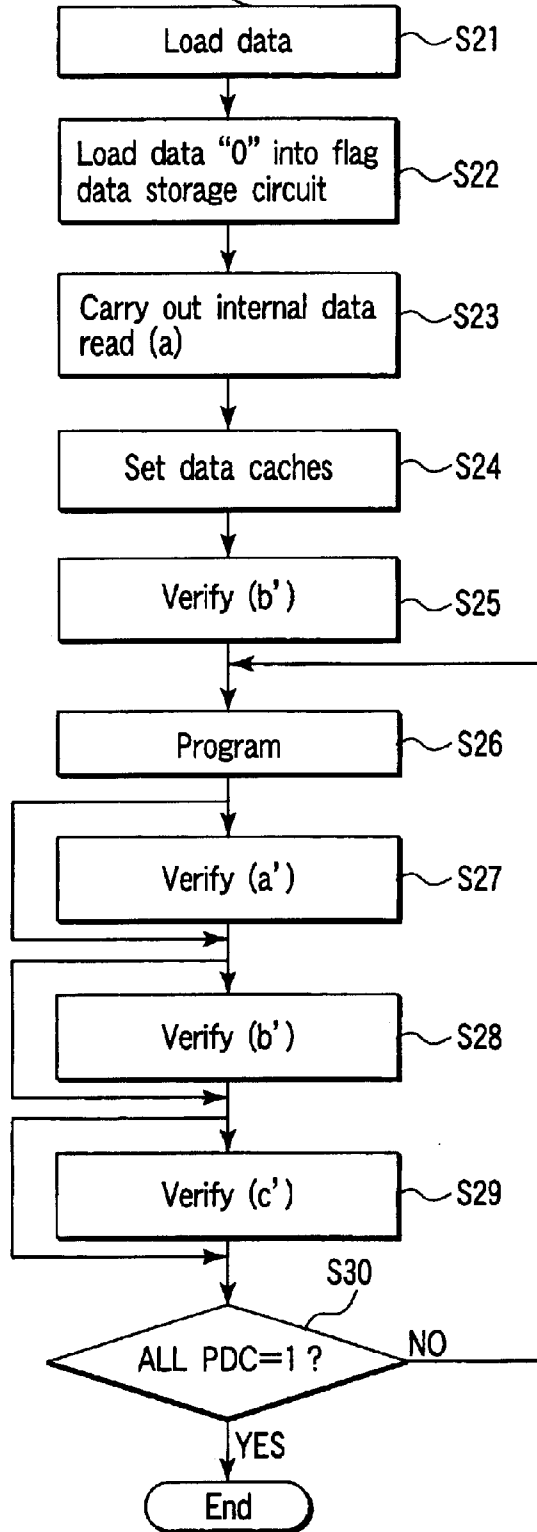 Load data
S21
Load data “0” into flag
data storage circuit
S22
Carry out internal data
read (a)
S23
Set data caches
S24
Verify (b')
S25
Program
S26
Verify (a')
S27
Verify (b')
S28
Verify (c')
S29
S30
ALL PDC=1 ?
NO
YES
End